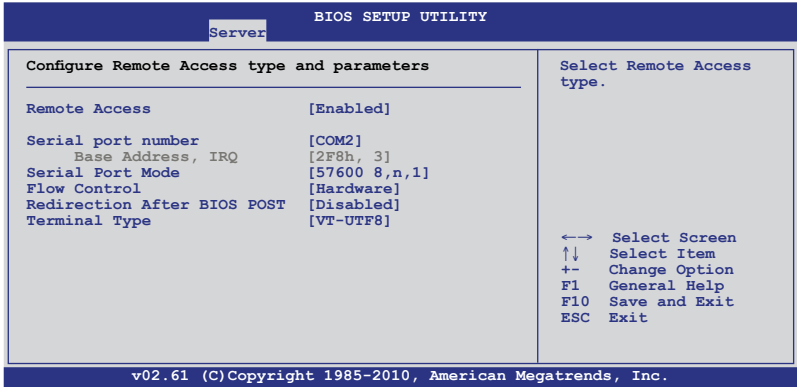 BIOS SETUP UTILITY
Server
Configure Remote Access type and parameters
Remote Access [Enabled]
Serial port number [COM2]
Base Address, IRQ [2F8h, 3]
Serial Port Mode [57600 8,n,1]
Flow Control [Hardware]
Redirection After BIOS POST [Disabled]
Terminal Type [VT-UTF8]
Select Remote Access
type.
←→ Select Screen
↑↓ Select Item
+- Change Option
F1 General Help
F10 Save and Exit
ESC Exit
v02.61 (C)Copyright 1985-2010, American Megatrends, Inc.